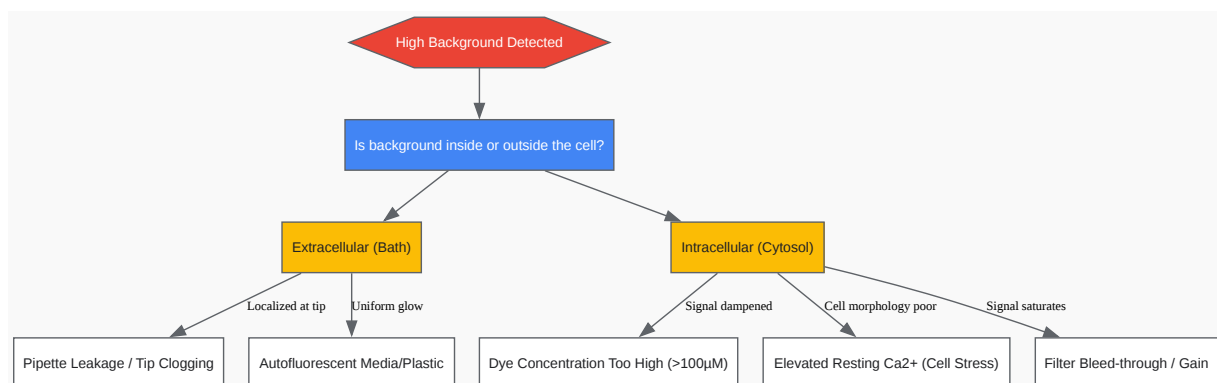 High Background Detected
Is background inside or outside the cell?
Extracellular (Bath)
Intracellular (Cytosol)
Localized at tip
Uniform glow
Signal dampened
Cell morphology poor
Signal saturates
Pipette Leakage / Tip Clogging
Autofluorescent Media/Plastic
Dye Concentration Too High (>100µM)
Elevated Resting Ca2+ (Cell Stress)
Filter Bleed-through / Gain